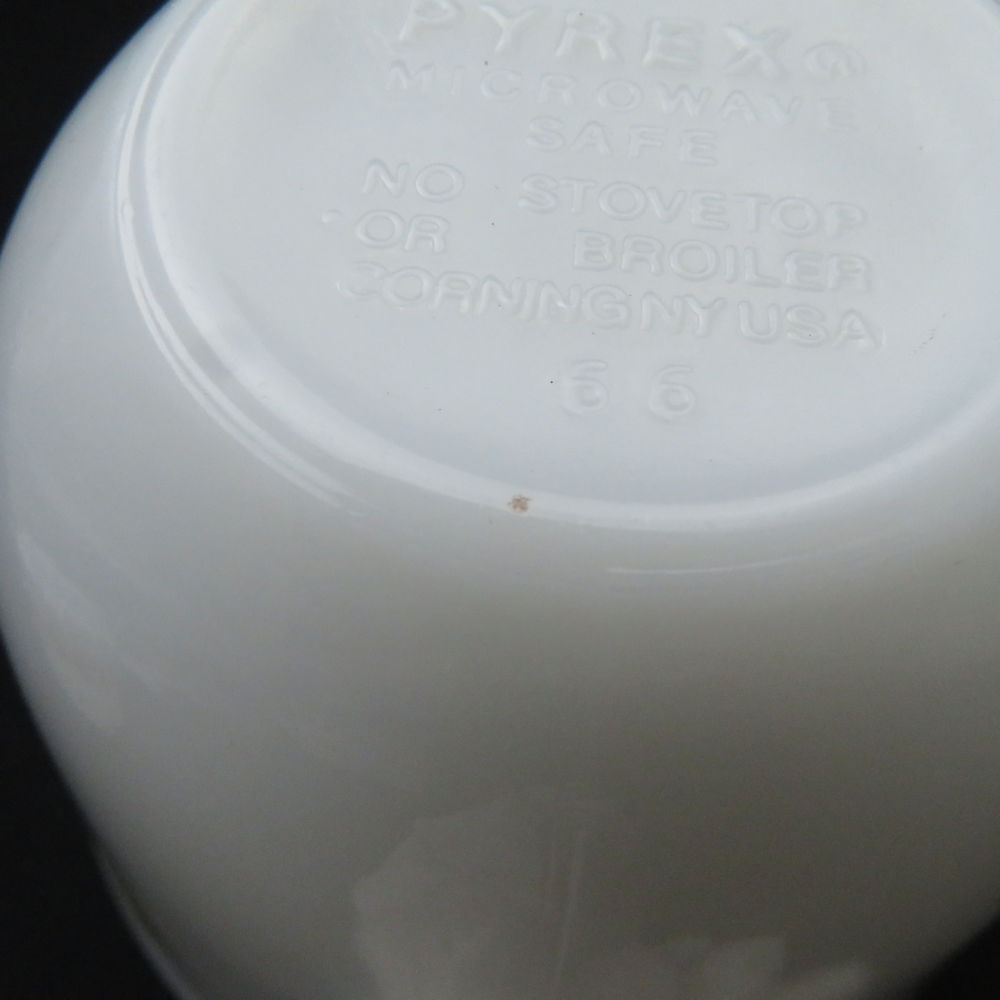 PYREX®
MICROWAVE
SAFE
NO STOVETOP
OR BROILER
CORNING NY USA
6 6